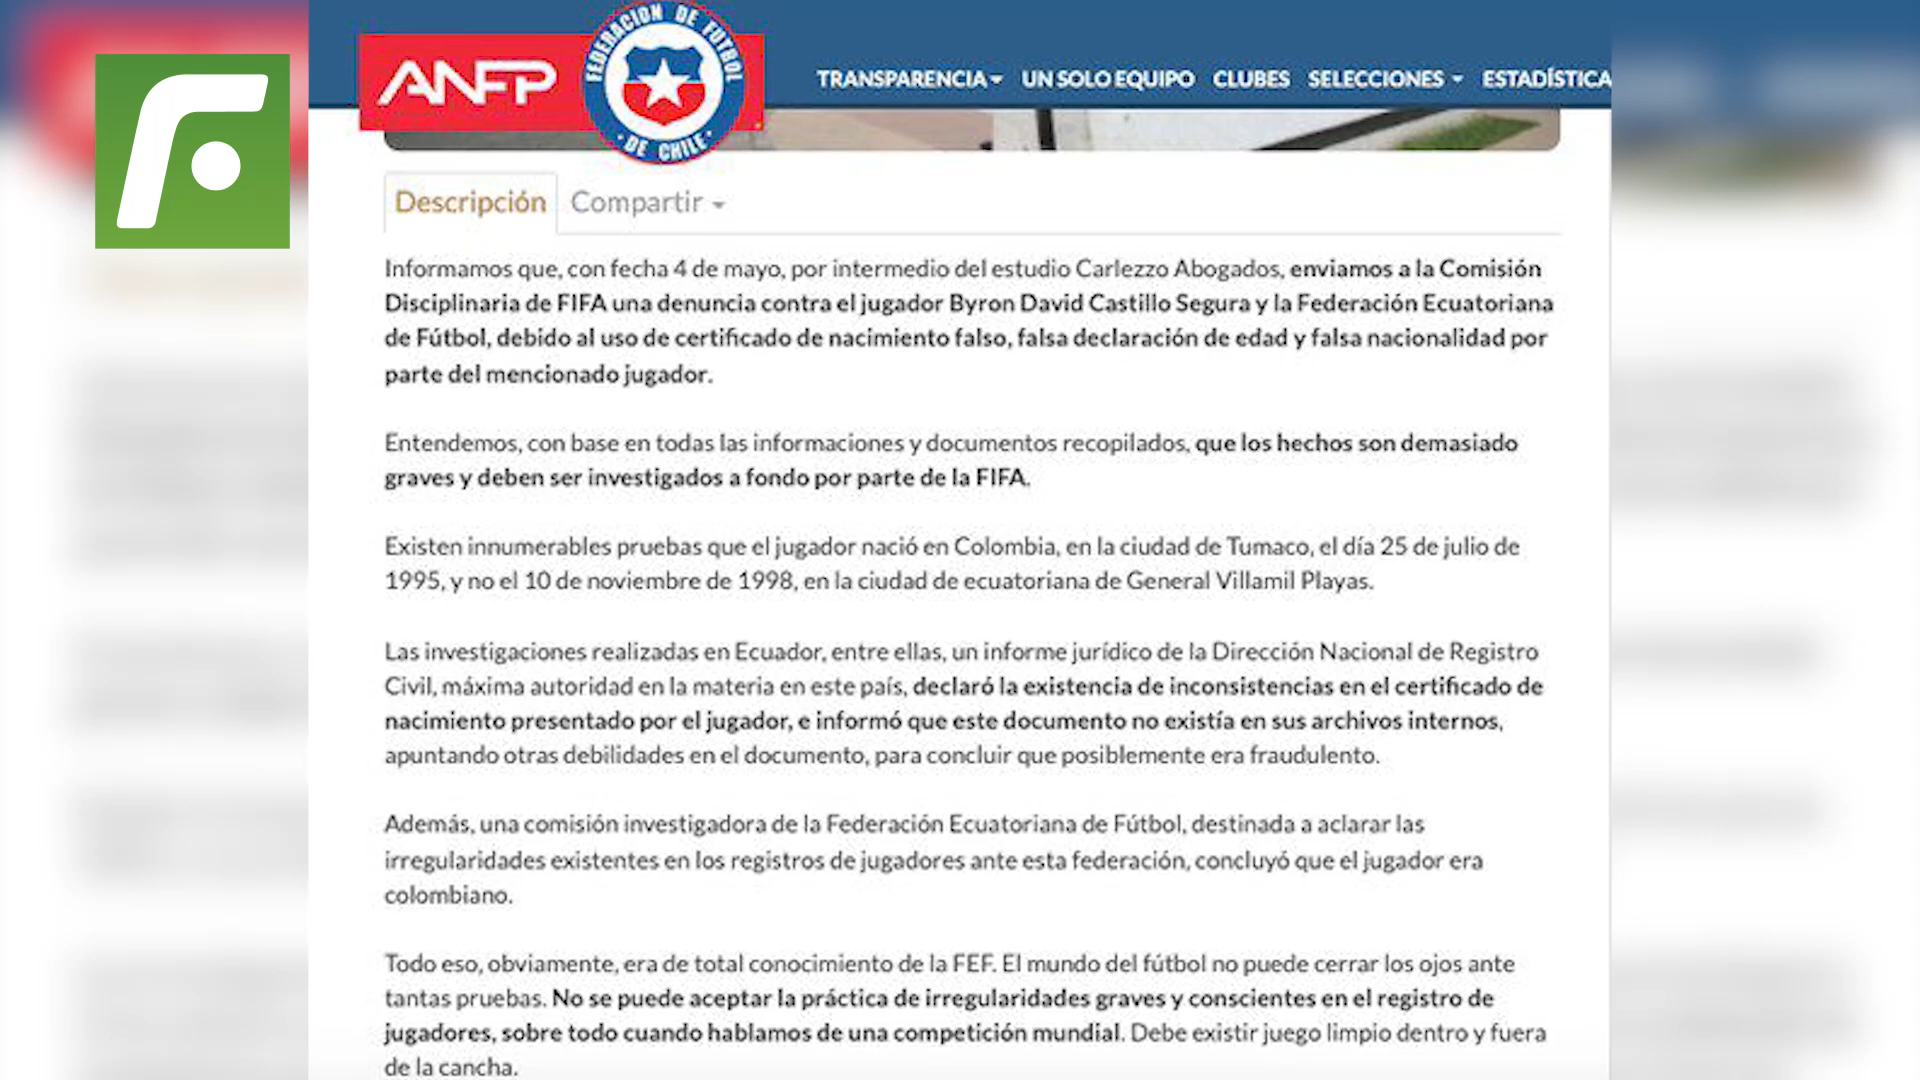 ANFP
FEDERACION DE FUTBOL
· DE CHILE ·
TRANSPARENCIA UN SOLO EQUIPO CLUBES SELECCIONES ESTADÍSTICA
Descripción Compartir
Informamos que, con fecha 4 de mayo, por intermedio del estudio Carlezzo Abogados, enviamos a la Comisión
Disciplinaria de FIFA una denuncia contra el jugador Byron David Castillo Segura y la Federación Ecuatoriana
de Fútbol, debido al uso de certificado de nacimiento falso, falsa declaración de edad y falsa nacionalidad por
parte del mencionado jugador.
Entendemos, con base en todas las informaciones y documentos recopilados, que los hechos son demasiado
graves y deben ser investigados a fondo por parte de la FIFA.
Existen innumerables pruebas que el jugador nació en Colombia, en la ciudad de Tumaco, el día 25 de julio de
1995, y no el 10 de noviembre de 1998, en la ciudad de ecuatoriana de General Villamil Playas.
Las investigaciones realizadas en Ecuador, entre ellas, un informe jurídico de la Dirección Nacional de Registro
Civil, máxima autoridad en la materia en este país, declaró la existencia de inconsistencias en el certificado de
nacimiento presentado por el jugador, e informó que este documento no existía en sus archivos internos,
apuntando otras debilidades en el documento, para concluir que posiblemente era fraudulento.
Además, una comisión investigadora de la Federación Ecuatoriana de Fútbol, destinada a aclarar las
irregularidades existentes en los registros de jugadores ante esta federación, concluyó que el jugador era
colombiano.
Todo eso, obviamente, era de total conocimiento de la FEF. El mundo del fútbol no puede cerrar los ojos ante
tantas pruebas. No se puede aceptar la práctica de irregularidades graves y conscientes en el registro de
jugadores, sobre todo cuando hablamos de una competición mundial. Debe existir juego limpio dentro y fuera
de la cancha.